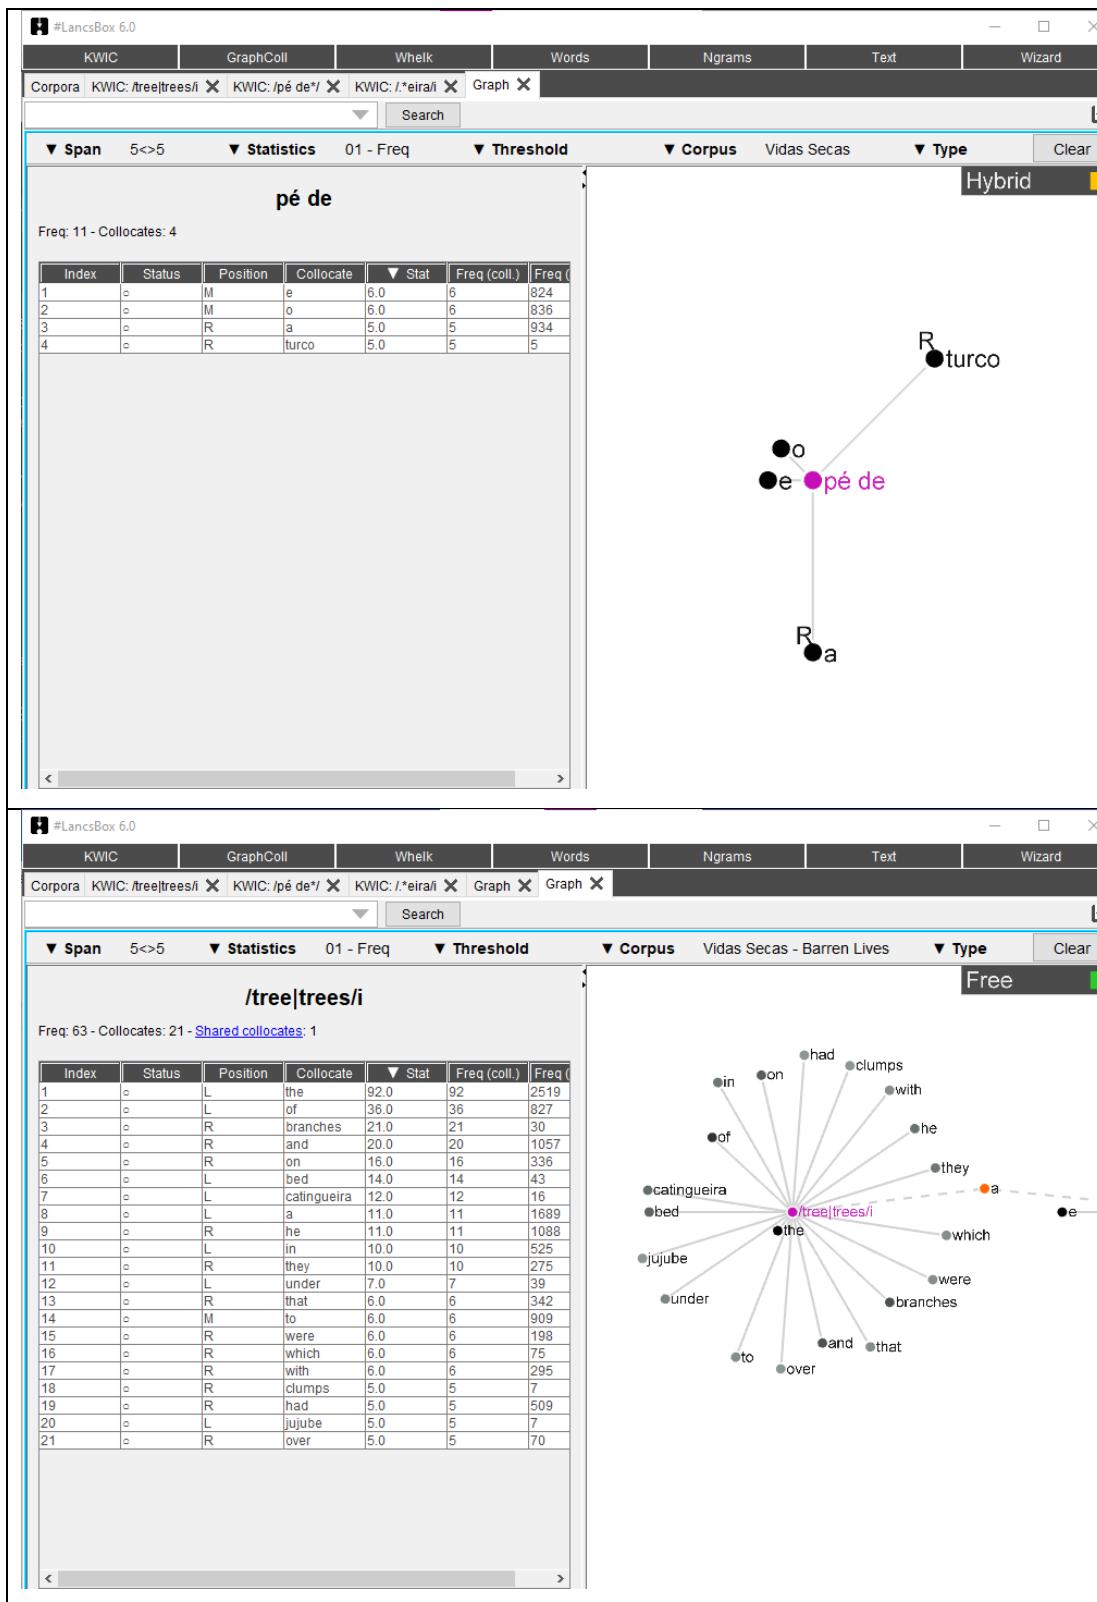 #LancsBox 6.0
KWIC GraphColl Whelk Words Ngrams Text Wizard
Corpora KWIC: /tree|trees/i KWIC: /pé de*/ KWIC: /.*eira/i Graph
Search
▼ Span 5<>5 ▼ Statistics 01 - Freq ▼ Threshold ▼ Corpus Vidas Secas ▼ Type Clear
Hybrid
pé de
Freq: 11 - Collocates: 4
Index Status Position Collocate ▼ Stat Freq (coll.) Freq (
1 ○ M e 6.0 6 824
2 ○ M o 6.0 6 836
3 ○ R a 5.0 5 934
4 ○ R turco 5.0 5 5
R
turco
o
e pé de
R
a
#LancsBox 6.0
KWIC GraphColl Whelk Words Ngrams Text Wizard
Corpora KWIC: /tree|trees/i KWIC: /pé de*/ KWIC: /.*eira/i Graph Graph
Search
▼ Span 5<>5 ▼ Statistics 01 - Freq ▼ Threshold ▼ Corpus Vidas Secas - Barren Lives ▼ Type Clear
Free
/tree|trees/i
Freq: 63 - Collocates: 21 - Shared collocates: 1
Index Status Position Collocate ▼ Stat Freq (coll.) Freq (
1 ○ L the 92.0 92 2519
2 ○ L of 36.0 36 827
3 ○ R branches 21.0 21 30
4 ○ R and 20.0 20 1057
5 ○ R on 16.0 16 336
6 ○ L bed 14.0 14 43
7 ○ L catingueira 12.0 12 16
8 ○ L a 11.0 11 1689
9 ○ R he 11.0 11 1088
10 ○ L in 10.0 10 525
11 ○ R they 10.0 10 275
12 ○ L under 7.0 7 39
13 ○ R that 6.0 6 342
14 ○ M to 6.0 6 909
15 ○ R were 6.0 6 198
16 ○ R which 6.0 6 75
17 ○ R with 6.0 6 295
18 ○ R clumps 5.0 5 7
19 ○ R had 5.0 5 509
20 ○ L jujube 5.0 5 7
21 ○ R over 5.0 5 70
had
clumps
in on
with
he
of
they
catingueira a
bed /tree|trees/i e
the
which
jujube
were
under branches
and that
to
over